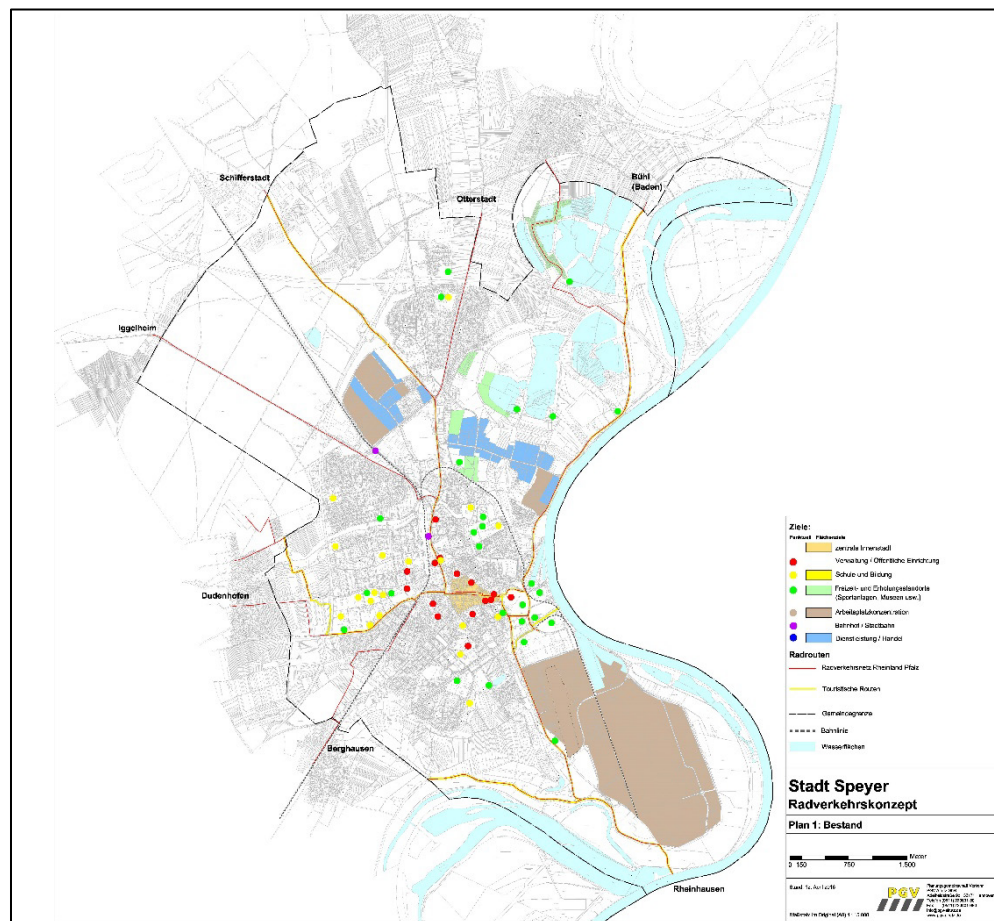 Schifferstadt
Otterstadt
Bühl
(Baden)
Iggelheim
Dudenhofen
Berghausen
Rheinhausen
Ziele:
Punktuell Flächenziele
zentrale Innenstadt
Verwaltung / Öffentliche Einrichtung
Schule und Bildung
Freizeit- und Erholungsstandorte
(Sportanlagen, Museen usw.)
Arbeitsplatzkonzentration
Bahnhof / Stadtbahn
Dienstleistung / Handel
Radrouten
Radverkehrsnetz Rheinland Pfalz
Touristische Routen
Gemeindegrenze
Bahnlinie
Wasserflächen
Stadt Speyer
Radverkehrskonzept
Plan 1: Bestand
Meter
0 150 750 1.500
PGV